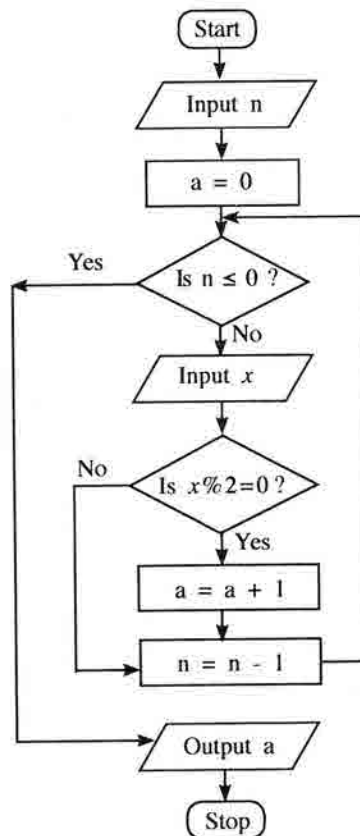 Start
Input n
a = 0
Yes
Is n ≤ 0 ?
No
Input x
No
Is x%2=0 ?
Yes
a = a + 1
n = n - 1
Output a
Stop